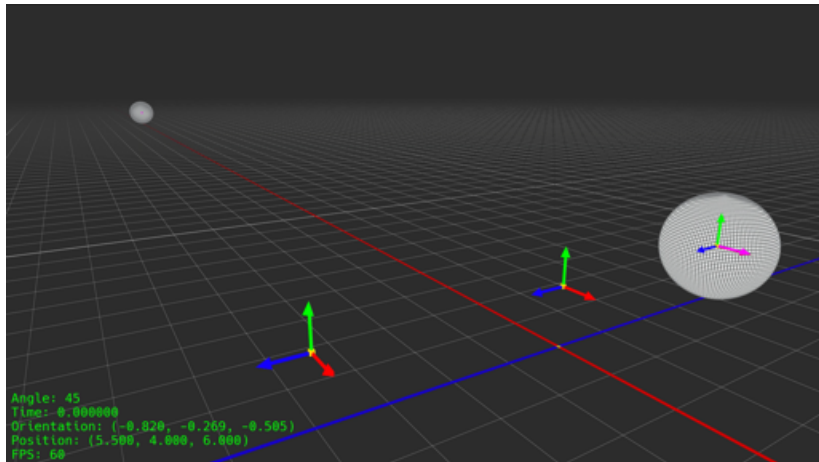 Angle: 45
Time: 0.000000
Orientation: (-0.820, -0.269, -0.505)
Position: (5.500, 4.000, 6.000)
FPS: 60